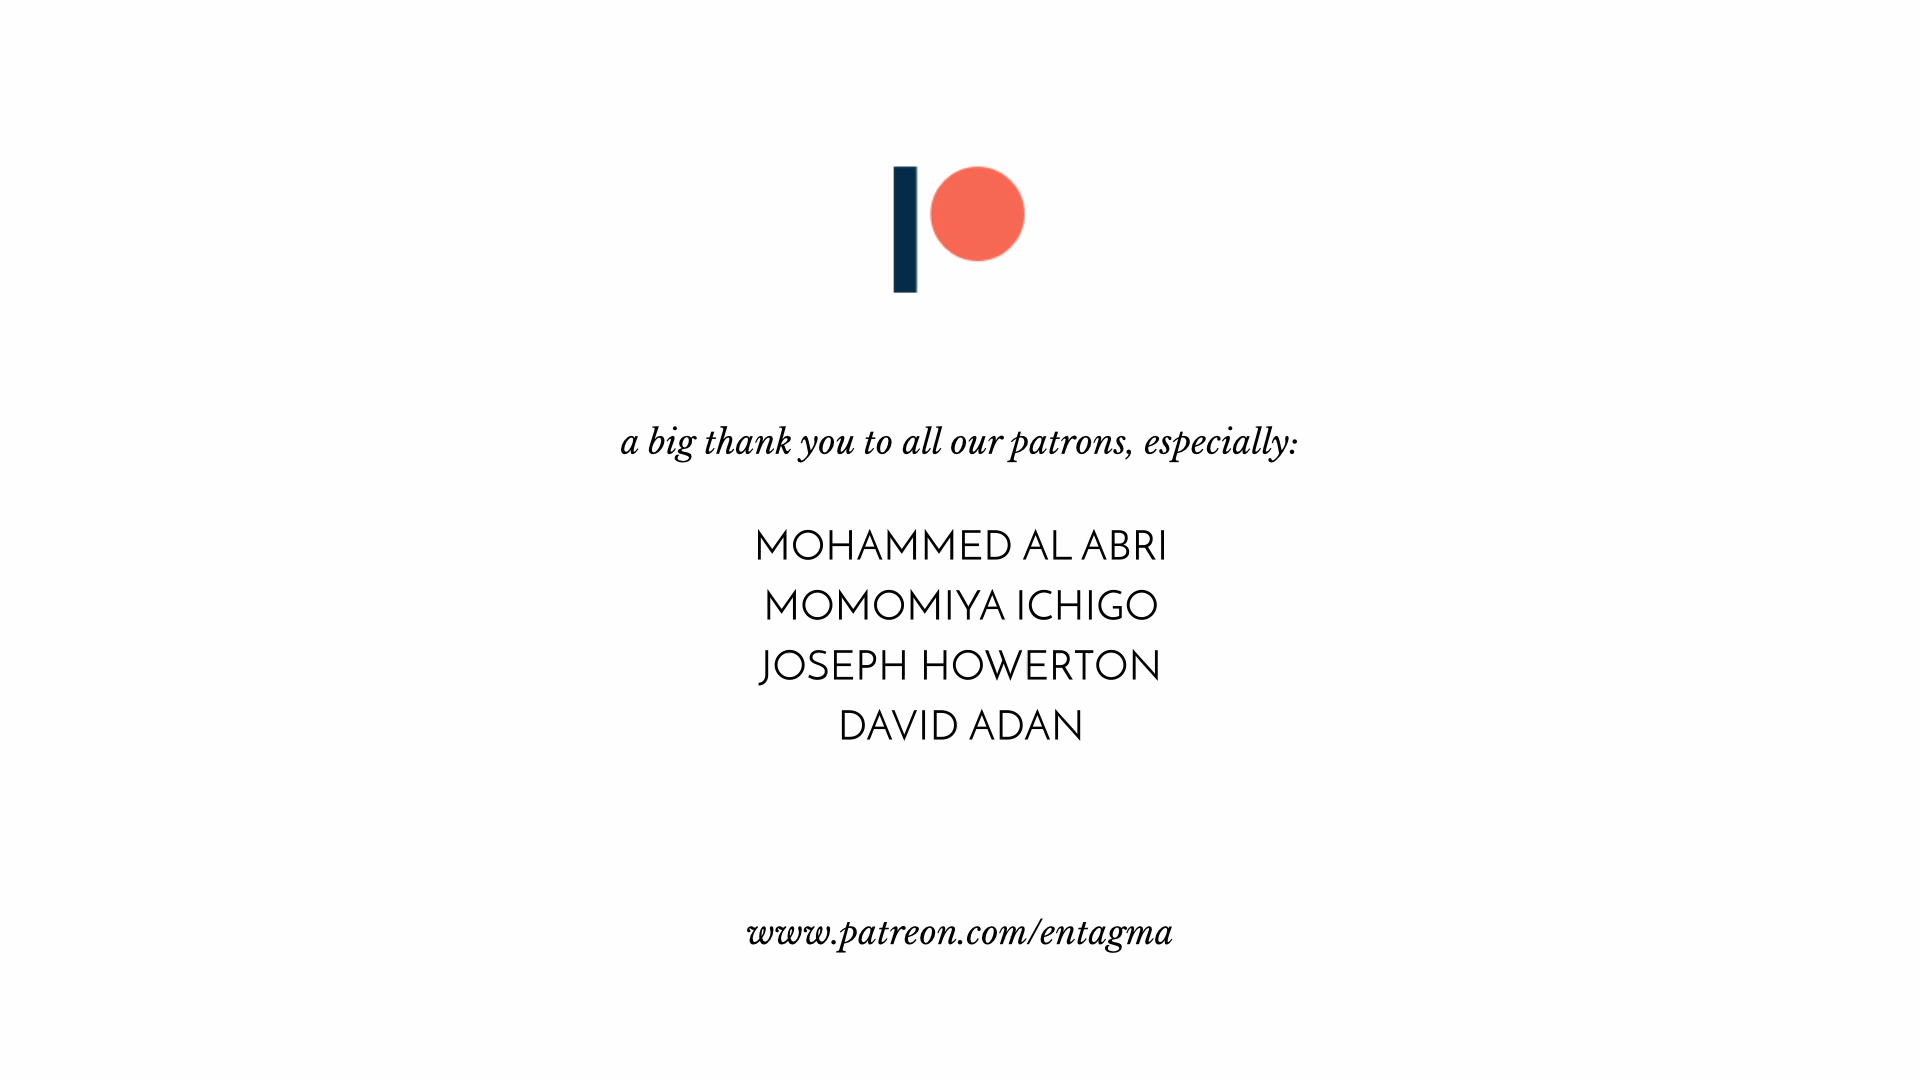 a big thank you to all our patrons, especially:
MOHAMMED AL ABRI
MOMOMIYA ICHIGO
JOSEPH HOWERTON
DAVID ADAN
www.patreon.com/entagma